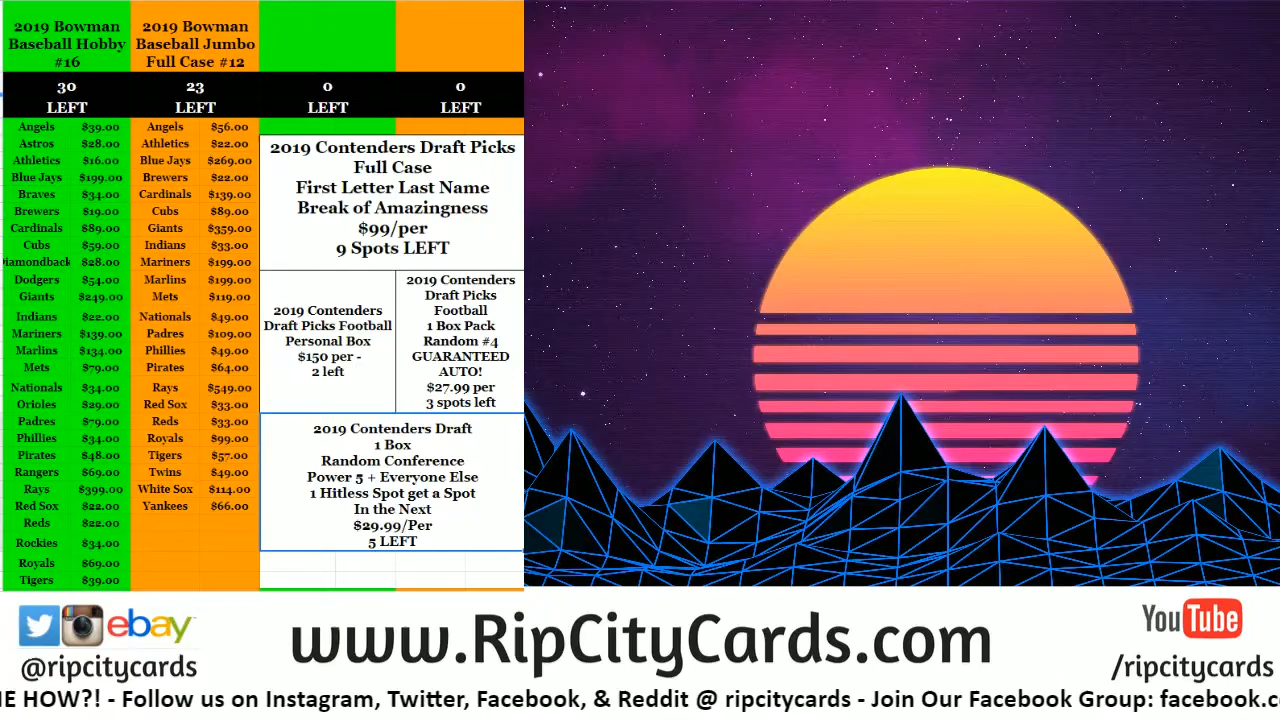 2019 Bowman
Baseball Hobby
#16
30
LEFT
Angels $39.00
Astros $28.00
Athletics $16.00
Blue Jays $199.00
Braves $34.00
Brewers $19.00
Cardinals $89.00
Cubs $59.00
iamondback $28.00
Dodgers $54.00
Giants $249.00
Indians $22.00
Mariners $139.00
Marlins $134.00
Mets $79.00
Nationals $34.00
Orioles $29.00
Padres $79.00
Phillies $34.00
Pirates $48.00
Rangers $69.00
Rays $399.00
Red Sox $22.00
Reds $22.00
Rockies $34.00
Royals $69.00
Tigers $39.00
2019 Bowman
Baseball Jumbo
Full Case #12
23
LEFT
Angels $56.00
Athletics $22.00
Blue Jays $269.00
Brewers $22.00
Cardinals $139.00
Cubs $89.00
Giants $359.00
Indians $33.00
Mariners $199.00
Marlins $199.00
Mets $119.00
Nationals $49.00
Padres $109.00
Phillies $49.00
Pirates $64.00
Rays $549.00
Red Sox $33.00
Reds $33.00
Royals $99.00
Tigers $57.00
Twins $49.00
White Sox $114.00
Yankees $66.00
0
LEFT
0
LEFT
2019 Contenders Draft Picks
Full Case
First Letter Last Name
Break of Amazingness
$99/per
9 Spots LEFT
2019 Contenders
Draft Picks Football
Personal Box
$150 per -
2 left
2019 Contenders
Draft Picks
Football
1 Box Pack
Random #4
GUARANTEED
AUTO!
$27.99 per
3 spots left
2019 Contenders Draft
1 Box
Random Conference
Power 5 + Everyone Else
1 Hitless Spot get a Spot
In the Next
$29.99/Per
5 LEFT
ebay
@ripcitycards
www.RipCityCards.com
YouTube
/ripcitycards
E HOW?! - Follow us on Instagram, Twitter, Facebook, & Reddit @ ripcitycards - Join Our Facebook Group: facebook.c